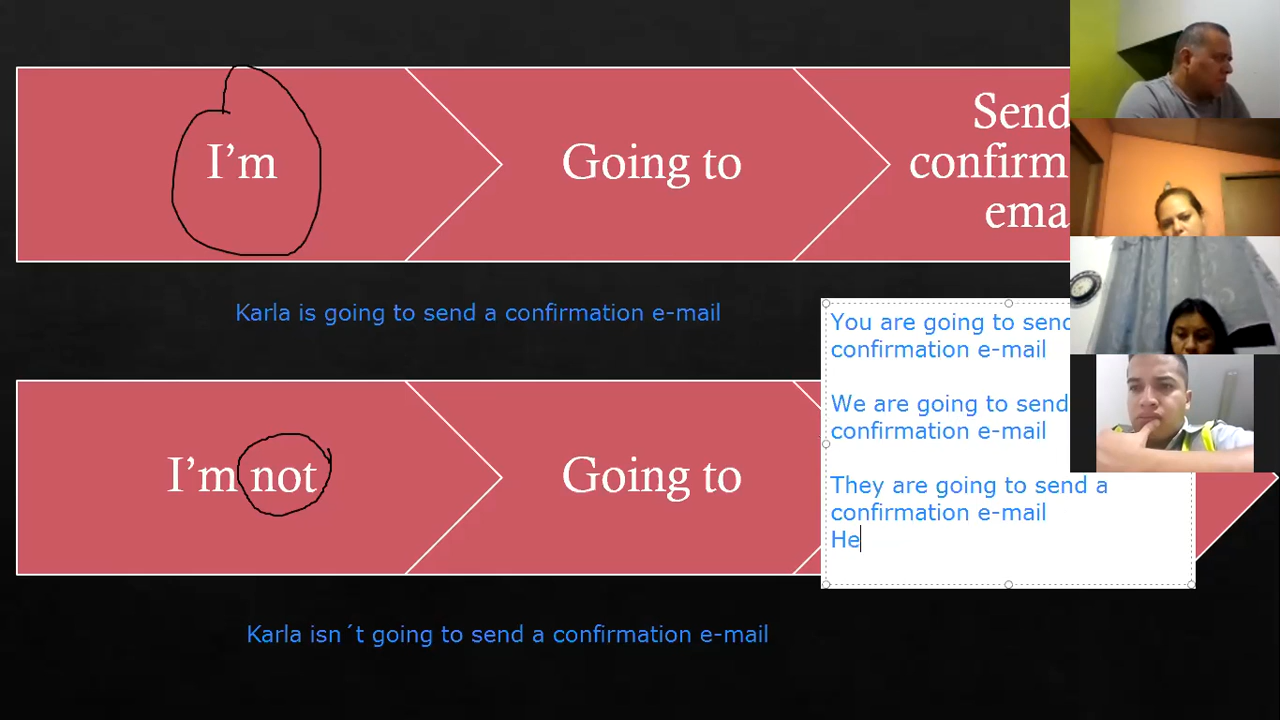 I'm
Going to
Send
confirm
ema
Karla is going to send a confirmation e-mail
You are going to send
confirmation e-mail
We are going to send
confirmation e-mail
They are going to send a
confirmation e-mail
He
I'm not
Going to
Karla isn´t going to send a confirmation e-mail